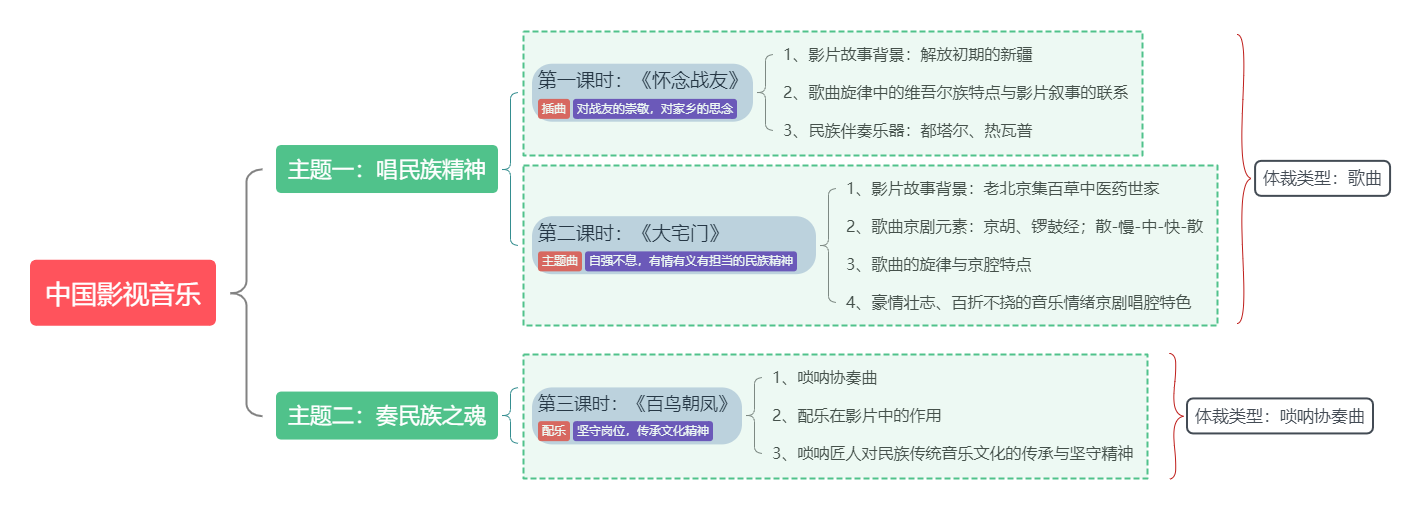 中国影视音乐
主题一：唱民族精神
第一课时：《怀念战友》
插曲 对战友的崇敬，对家乡的思念
1、影片故事背景：解放初期的新疆
2、歌曲旋律中的维吾尔族特点与影片叙事的联系
3、民族伴奏乐器：都塔尔、热瓦普
第二课时：《大宅门》
主题曲 自强不息，有情有义有担当的民族精神
1、影片故事背景：老北京集百草中医药世家
2、歌曲京剧元素：京胡、锣鼓经；散-慢-中-快-散
3、歌曲的旋律与京腔特点
4、豪情壮志、百折不挠的音乐情绪京剧唱腔特色
体裁类型：歌曲
主题二：奏民族之魂
第三课时：《百鸟朝凤》
配乐 坚守岗位，传承文化精神
1、唢呐协奏曲
2、配乐在影片中的作用
3、唢呐匠人对民族传统音乐文化的传承与坚守精神
体裁类型：唢呐协奏曲